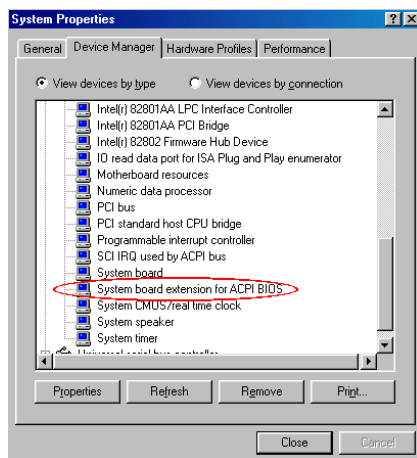 System Properties
General Device Manager Hardware Profiles Performance
View devices by type View devices by connection
Intel(r) 82801AA LPC Interface Controller
Intel(r) 82801AA PCI Bridge
Intel(r) 82802 Firmware Hub Device
IO read data port for ISA Plug and Play enumerator
Motherboard resources
Numeric data processor
PCI bus
PCI standard host CPU bridge
Programmable interrupt controller
SCI IRQ used by ACPI bus
System board
System board extension for ACPI BIOS
System CMOS/real time clock
System speaker
System timer
Universal serial bus controller
Properties Refresh Remove Print...
Close Cancel